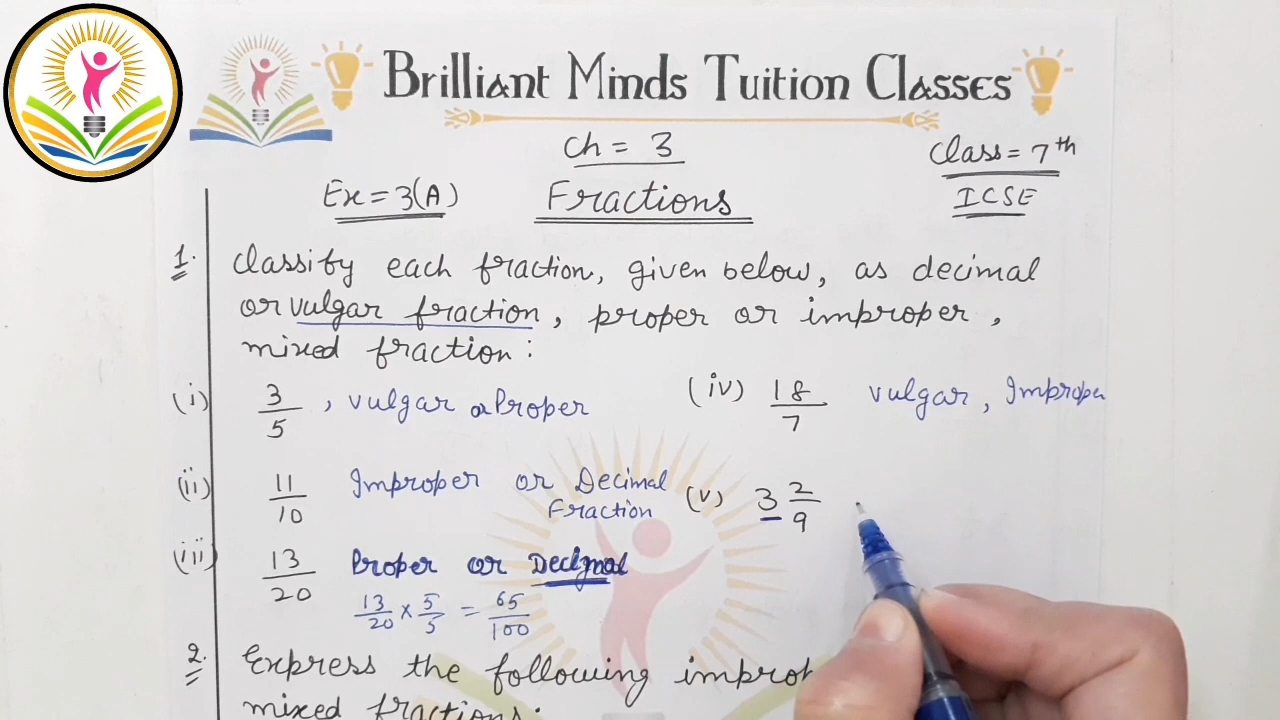 Brilliant Minds Tuition Classes
Ch = 3
Class = 7th
Ex = 3(A)
Fractions
ICSE
1. Classify each fraction, given below, as decimal
or vulgar fraction, proper or improper,
mixed fraction:
(i) 3/5, vulgar or Proper
(iv) 18/7 vulgar, Improper
(ii) 11/10 Improper or Decimal
Fraction
(v) 3 2/9
(iii) 13/20 Proper or Decimal
13/20 × 5/5 = 65/100
2. Express the following improp
mixed fractions: